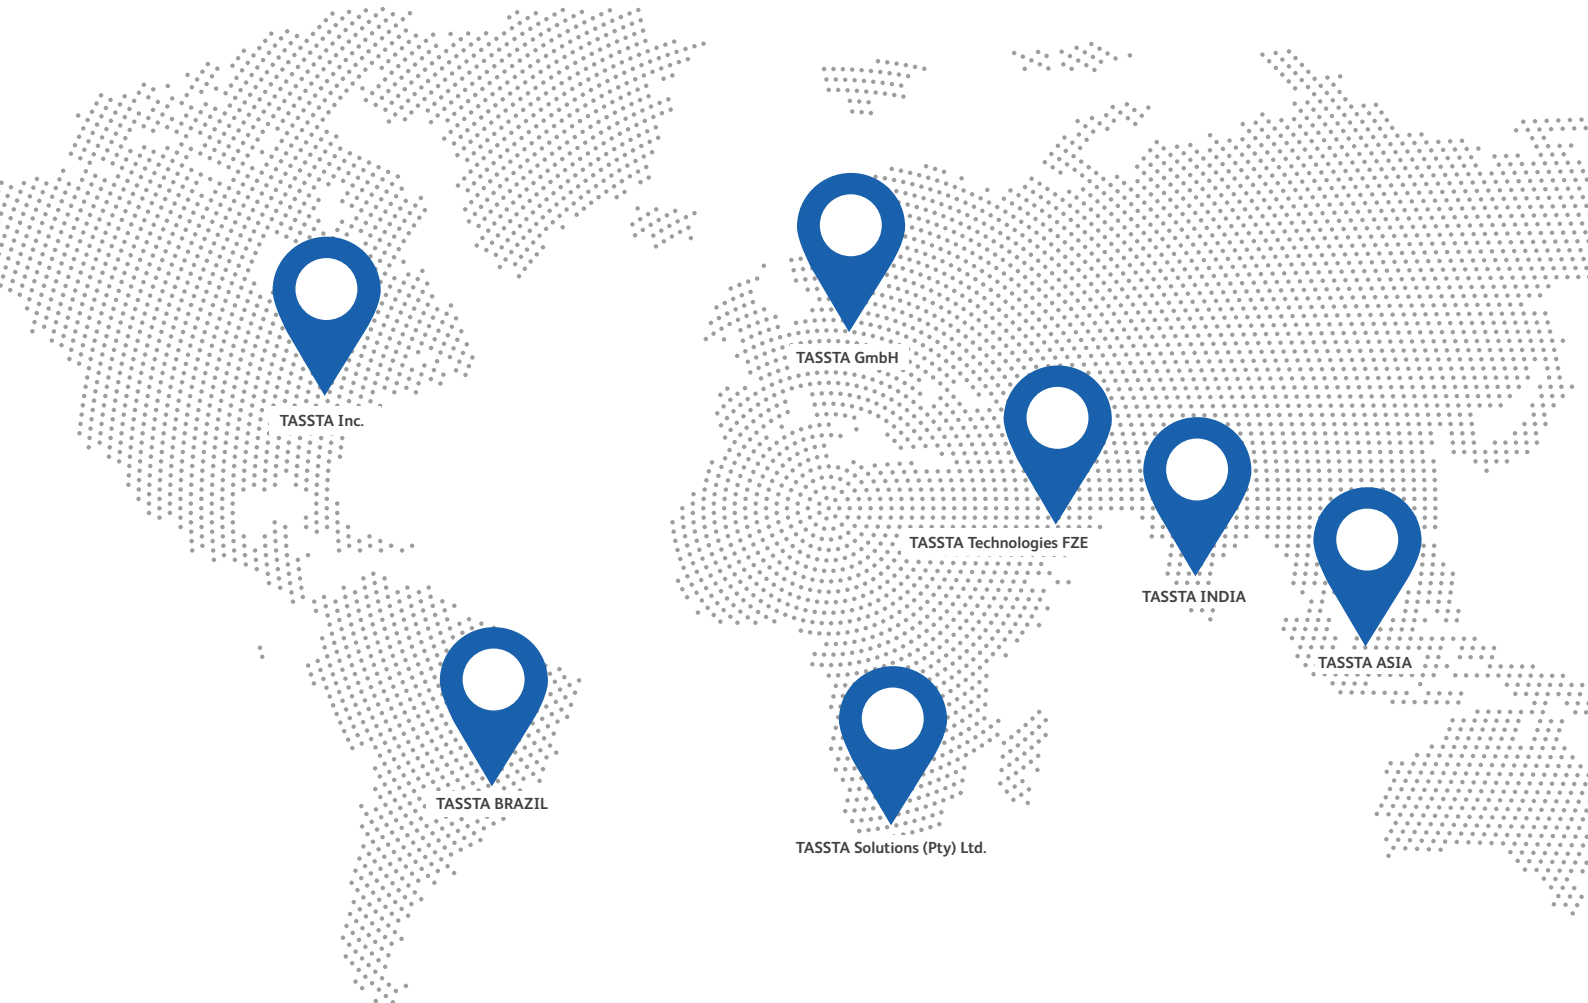 TASSTA GmbH
TASSTA Inc.
TASSTA Technologies FZE
TASSTA INDIA
TASSTA ASIA
TASSTA BRAZIL
TASSTA Solutions (Pty) Ltd.